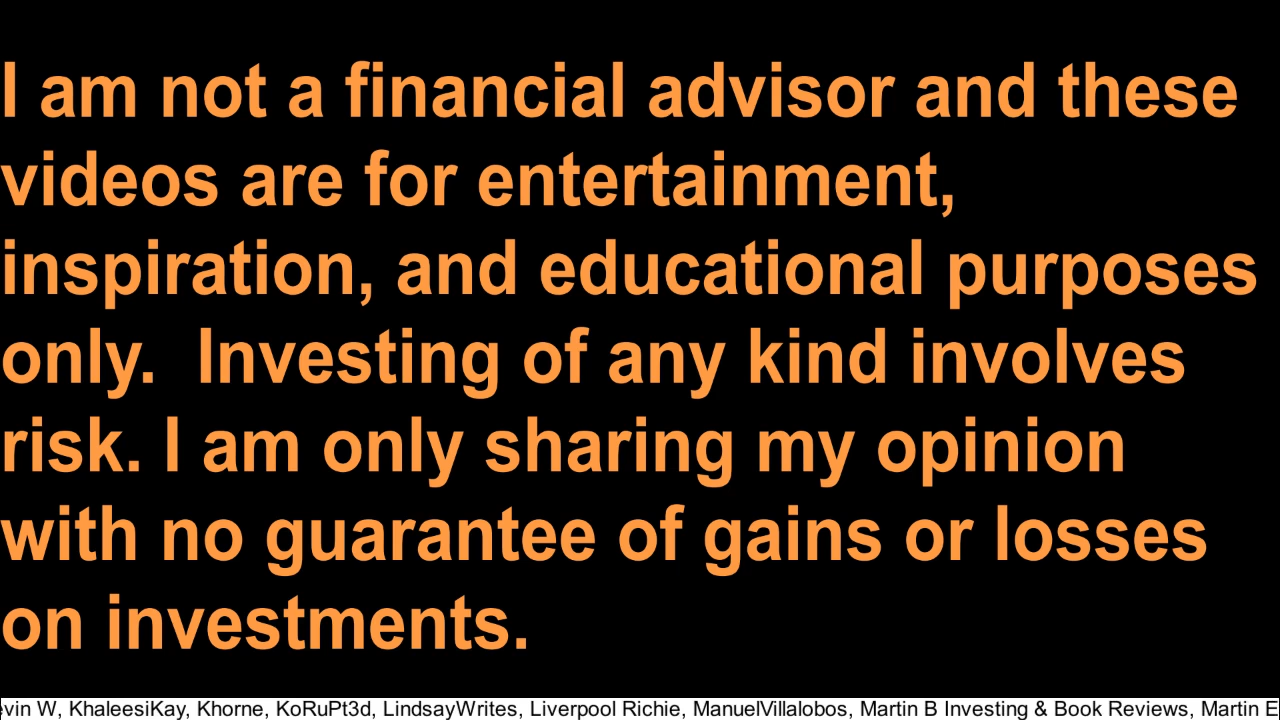 I am not a financial advisor and these
videos are for entertainment,
inspiration, and educational purposes
only.  Investing of any kind involves
risk. I am only sharing my opinion
with no guarantee of gains or losses
on investments.
evin W, KhaleesiKay, Khorne, KoRuPt3d, LindsayWrites, Liverpool Richie, ManuelVillalobos, Martin B Investing & Book Reviews, Martin E